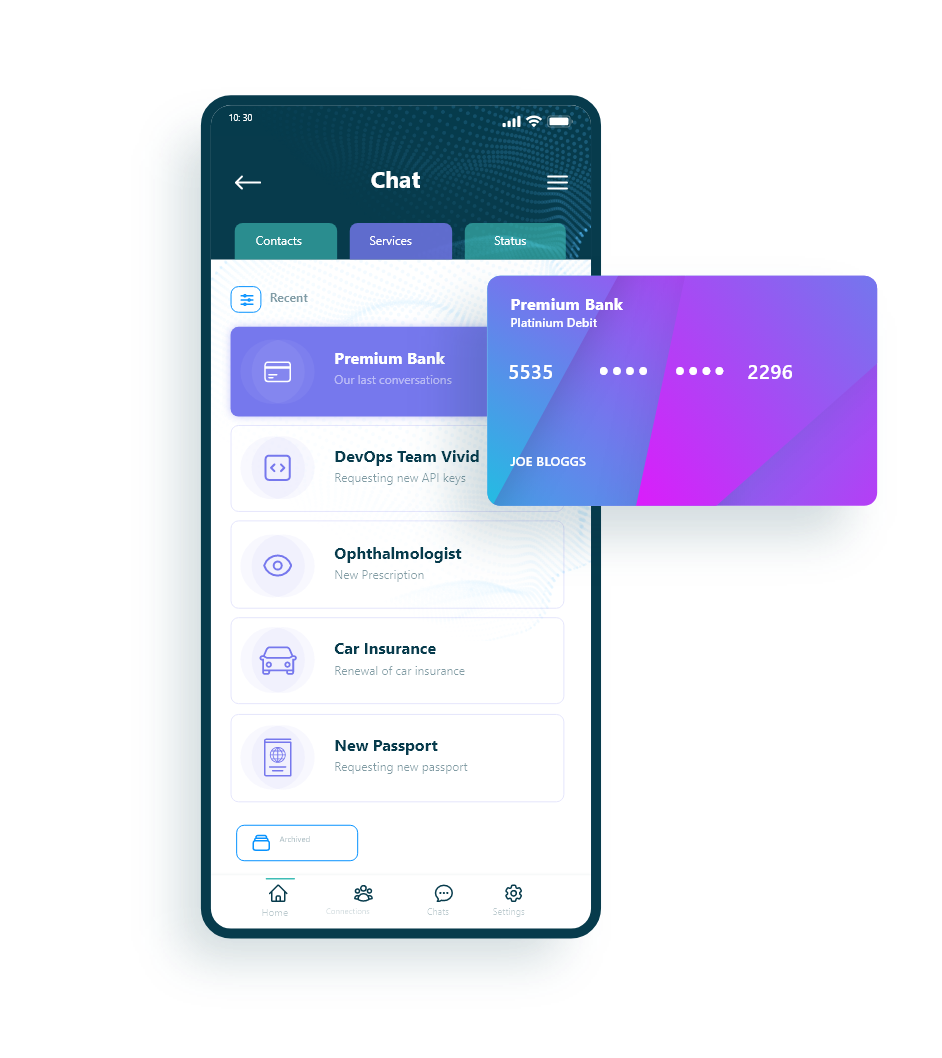 10: 30
Chat
Contacts
Services
Status
Recent
Premium Bank
Our last conversations
Premium Bank
Platinium Debit
5535 •••• •••• 2296
JOE BLOGGS
DevOps Team Vivid
Requesting new API keys
Ophthalmologist
New Prescription
Car Insurance
Renewal of car insurance
New Passport
Requesting new passport
Archived
Home
Connections
Chats
Settings